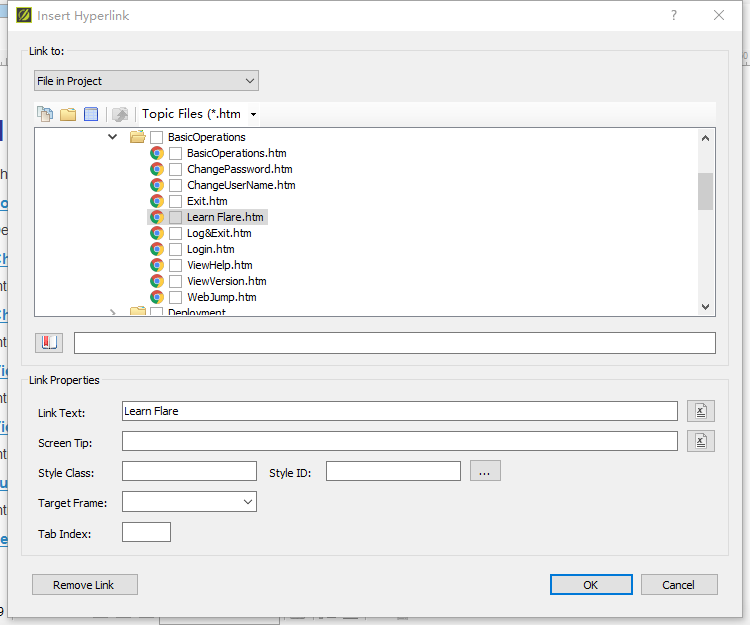 Insert Hyperlink
Link to:
File in Project
Topic Files (*.htm
BasicOperations
BasicOperations.htm
ChangePassword.htm
ChangeUserName.htm
Exit.htm
Learn Flare.htm
Log&Exit.htm
Login.htm
ViewHelp.htm
ViewVersion.htm
WebJump.htm
Deployment
Link Properties
Link Text:
Learn Flare
Screen Tip:
Style Class:
Style ID:
...
Target Frame:
Tab Index:
Remove Link
OK
Cancel